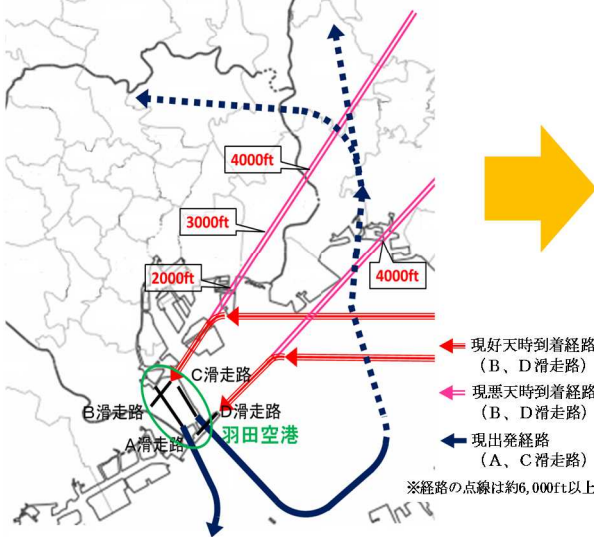 4000ft
3000ft
2000ft
4000ft
C滑走路
B滑走路
D滑走路
A滑走路
羽田空港
現好天時到着経路
（B、D滑走路）
現悪天時到着経路
（B、D滑走路）
現出発経路
（A、C滑走路）
※経路の点線は約6,000ft以上